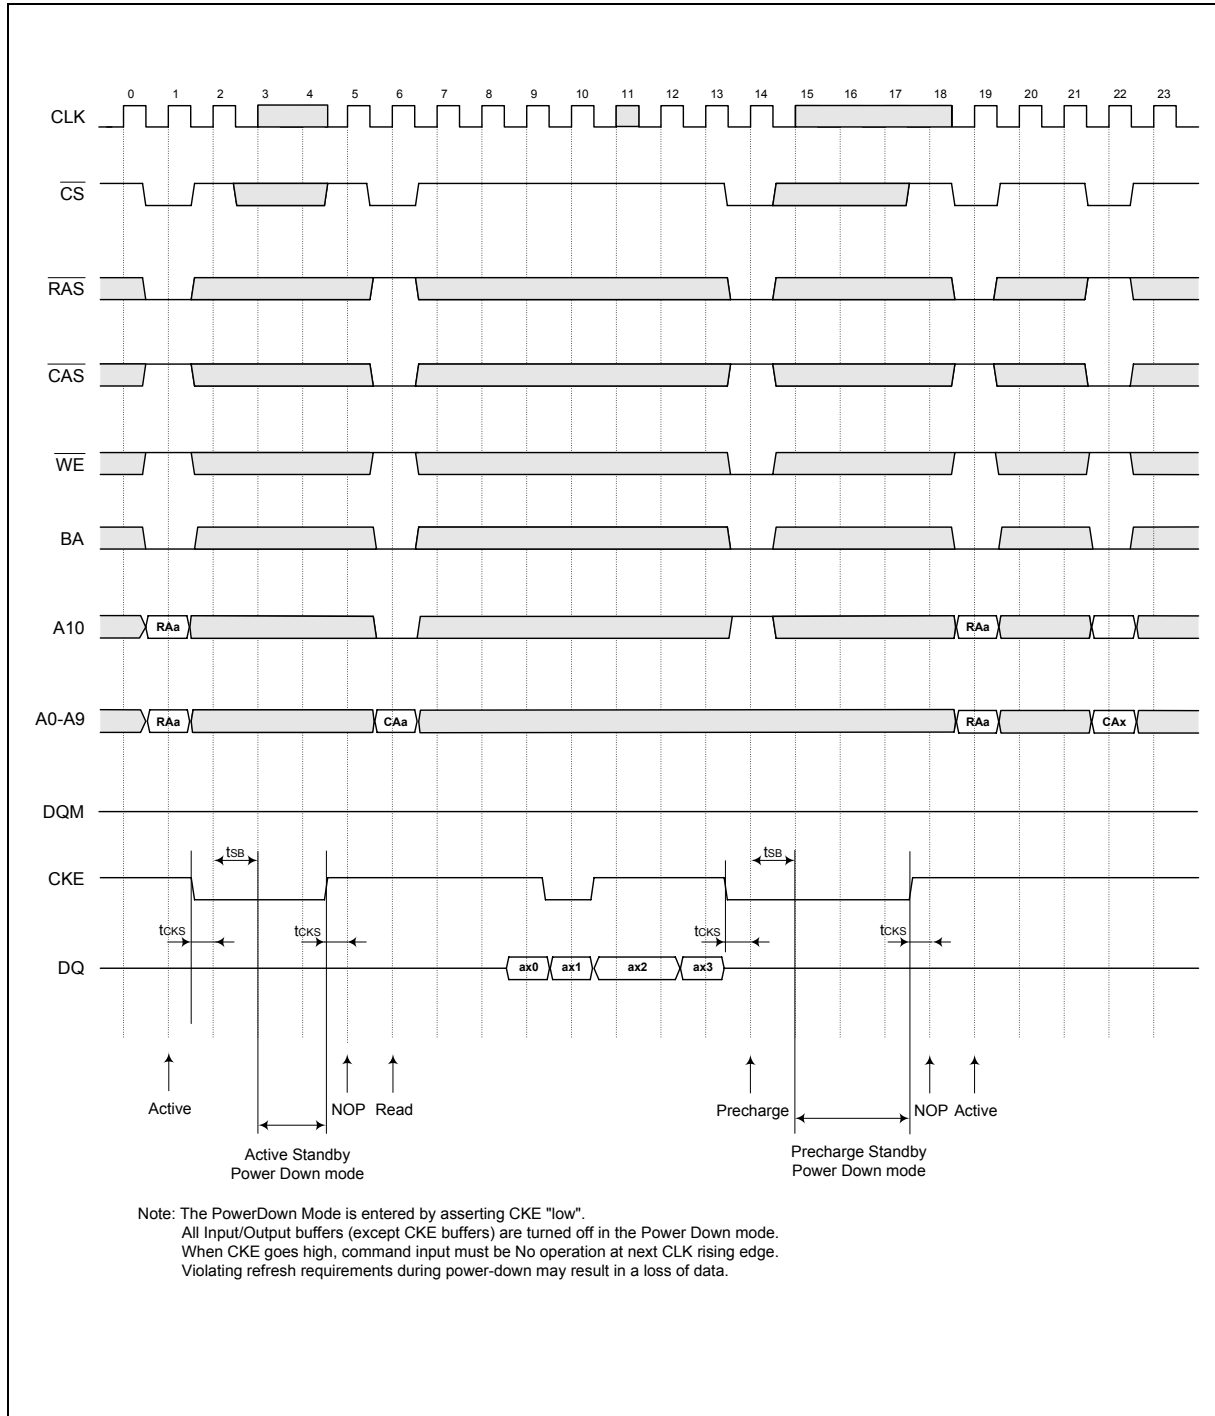 0 1 2 3 4 5 6 7 8 9 10 11 12 13 14 15 16 17 18 19 20 21 22 23
CLK
CS
RAS
CAS
WE
BA
A10 RAa RAa
A0-A9 RAa CAa RAa CAx
DQM
tSB tSB
CKE
tCKS tCKS tCKS tCKS
DQ ax0 ax1 ax2 ax3
Active NOP Read Precharge NOP Active
Active Standby
Power Down mode
Precharge Standby
Power Down mode
Note: The PowerDown Mode is entered by asserting CKE "low".
All Input/Output buffers (except CKE buffers) are turned off in the Power Down mode.
When CKE goes high, command input must be No operation at next CLK rising edge.
Violating refresh requirements during power-down may result in a loss of data.